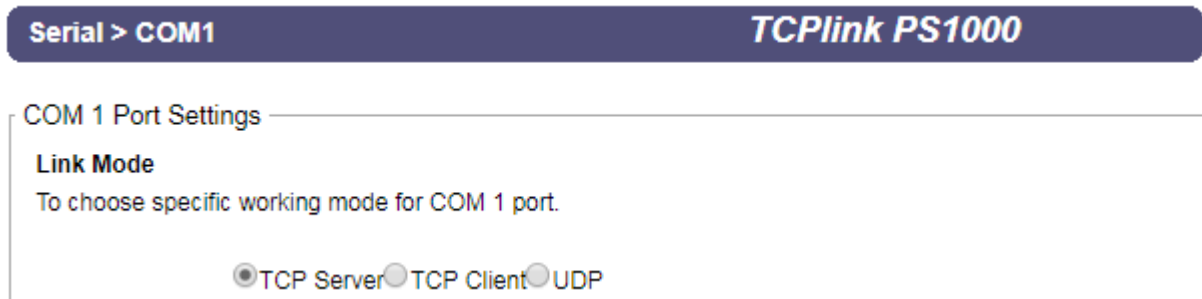 Serial > COM1 TCPlink PS1000
COM 1 Port Settings
Link Mode
To choose specific working mode for COM 1 port.
TCP Server TCP Client UDP